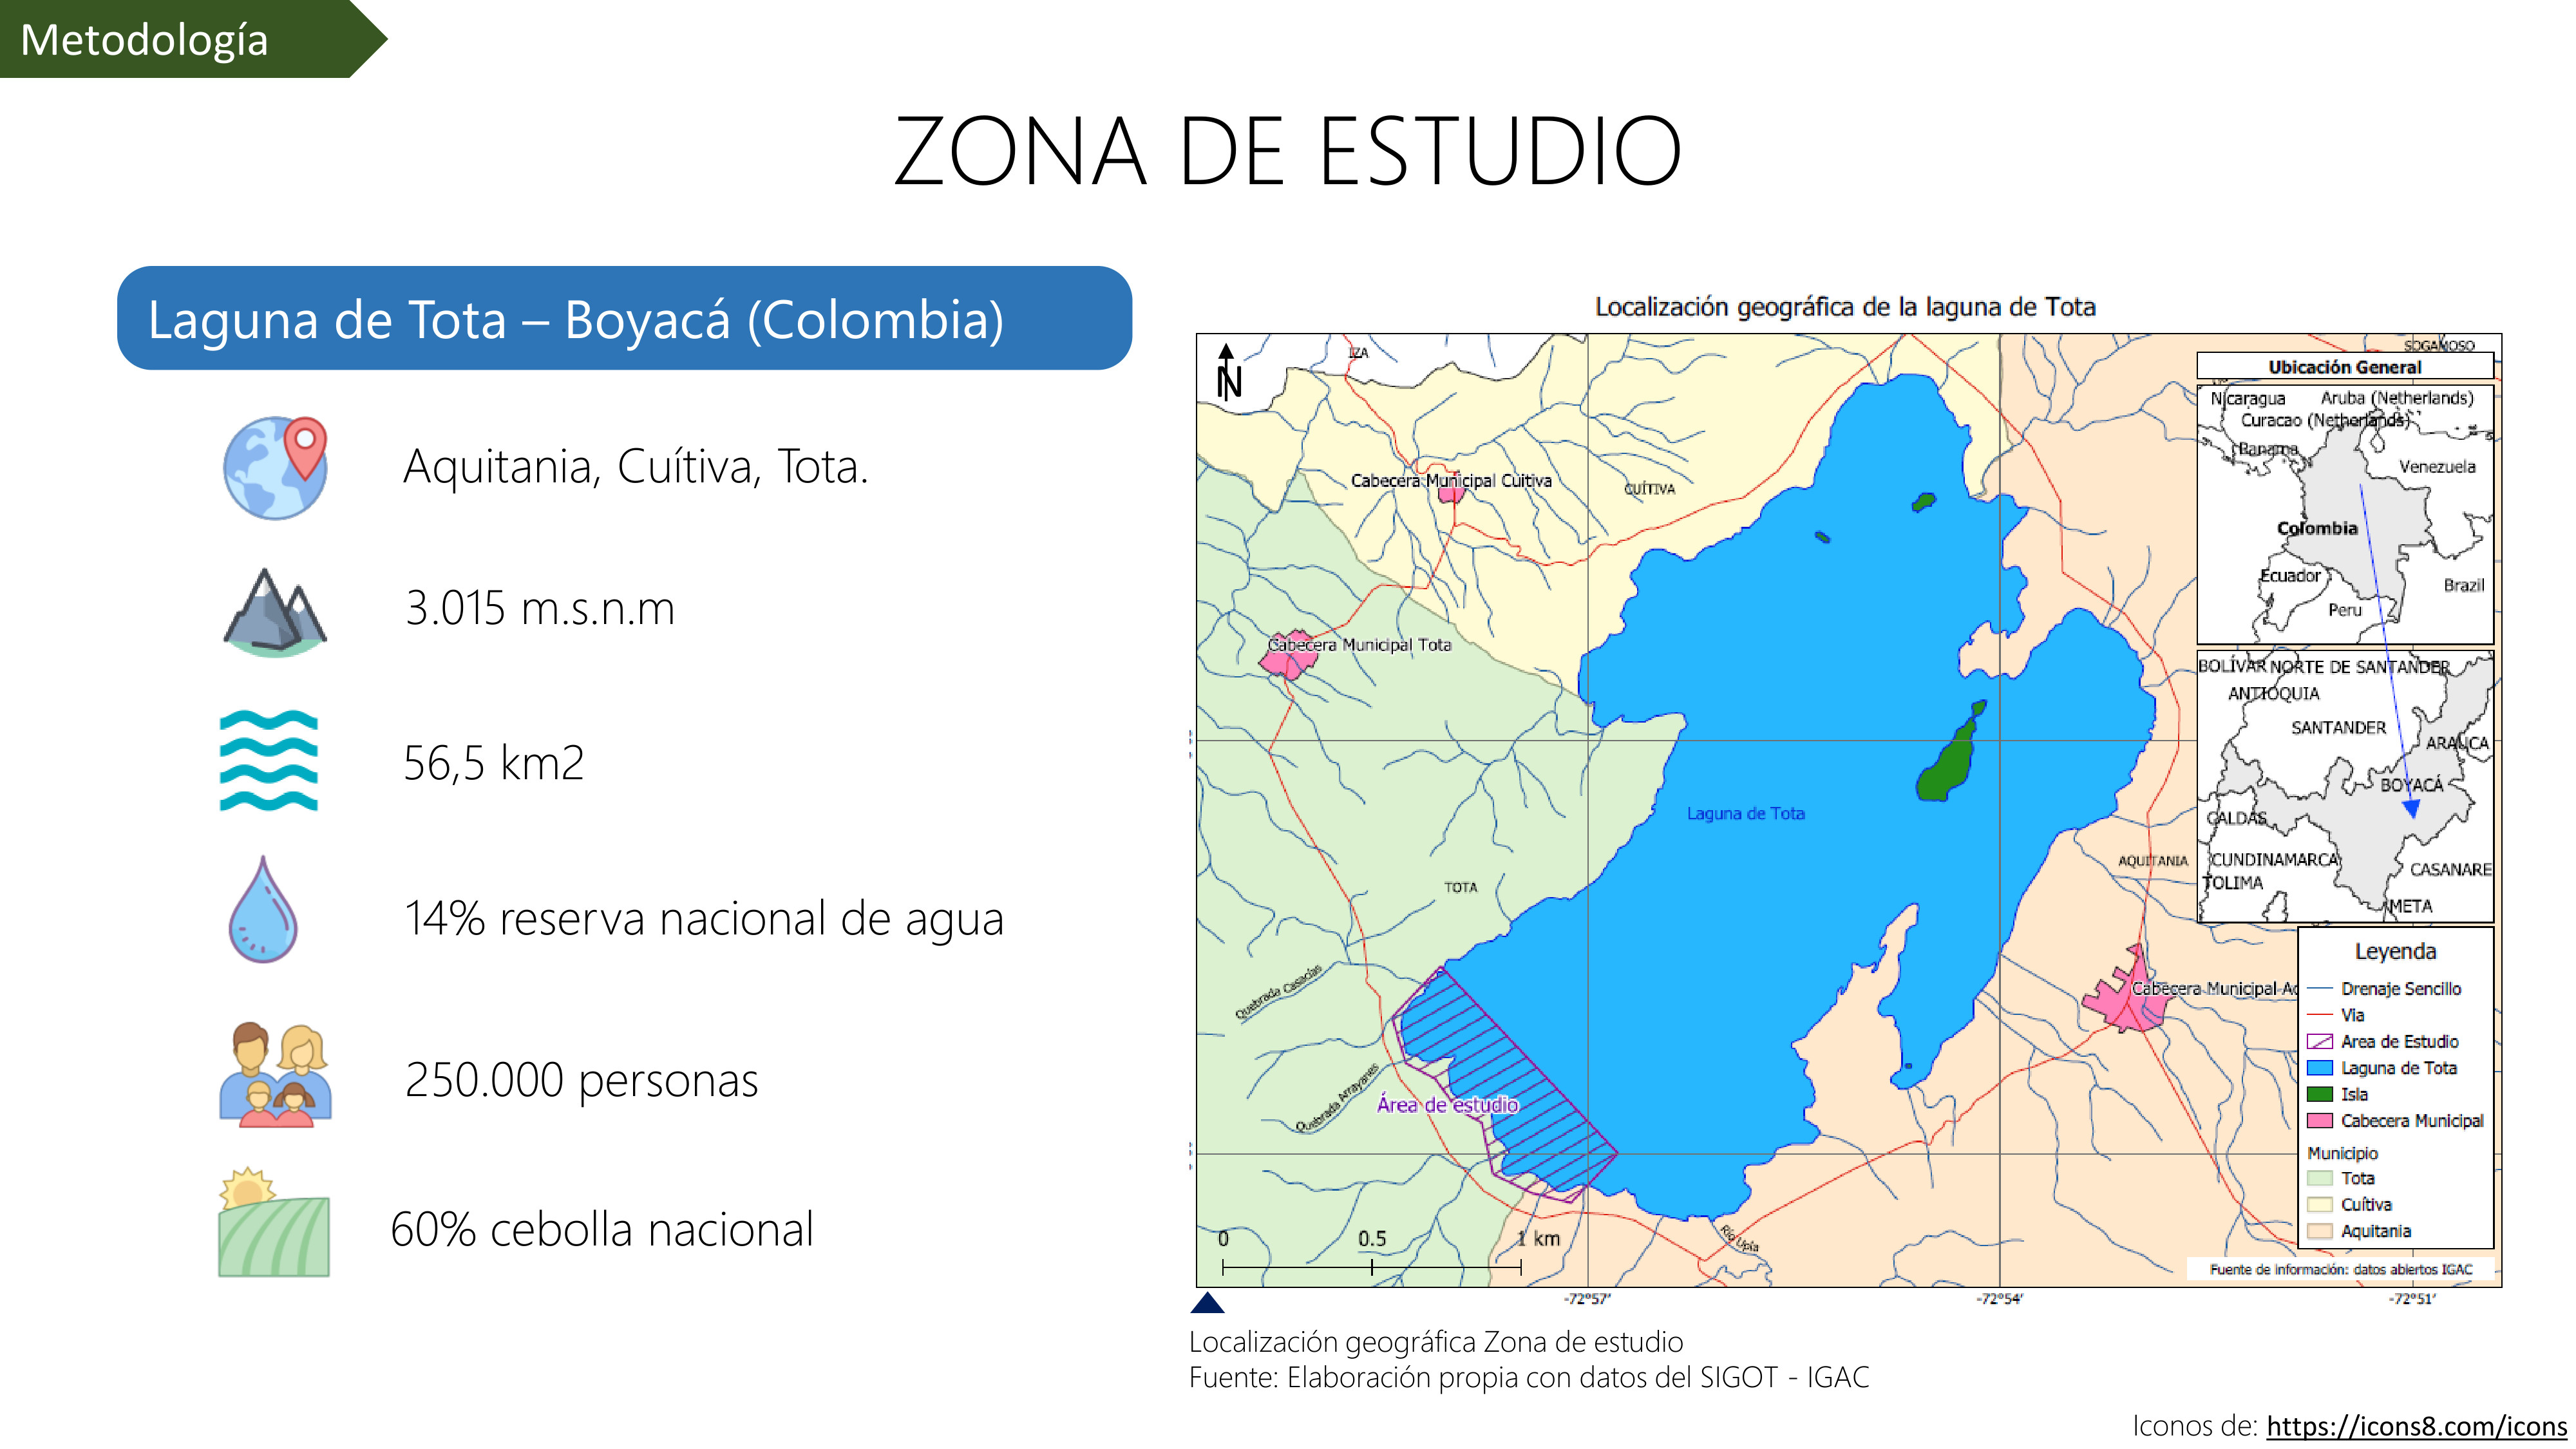 Metodología
ZONA DE ESTUDIO
Laguna de Tota – Boyacá (Colombia)
Aquitania, Cuítiva, Tota.
3.015 m.s.n.m
56,5 km2
14% reserva nacional de agua
250.000 personas
60% cebolla nacional
Localización geográfica de la laguna de Tota
N
IZA
SOGAMOSO
Cabecera Municipal Cuitiva
CUÍTIVA
Cabecera Municipal Tota
Laguna de Tota
TOTA
AQUITANIA
Quebrada Casadías
Quebrada Arrayanes
Área de estudio
Cabecera Municipal Aq
Río Upía
0 0.5 1 km
Ubicación General
Nicaragua Aruba (Netherlands)
Curacao (Netherlands)
Panama
Venezuela
Colombia
Ecuador
Brazil
Peru
BOLÍVAR NORTE DE SANTANDER
ANTIOQUIA
SANTANDER
ARAUCA
BOYACÁ
CALDAS
CUNDINAMARCA
CASANARE
TOLIMA
META
Leyenda
Drenaje Sencillo
Via
Area de Estudio
Laguna de Tota
Isla
Cabecera Municipal
Municipio
Tota
Cuítiva
Aquitania
Fuente de información: datos abiertos IGAC
-72°57' -72°54' -72°51'
Localización geográfica Zona de estudio
Fuente: Elaboración propia con datos del SIGOT - IGAC
Iconos de: https://icons8.com/icons